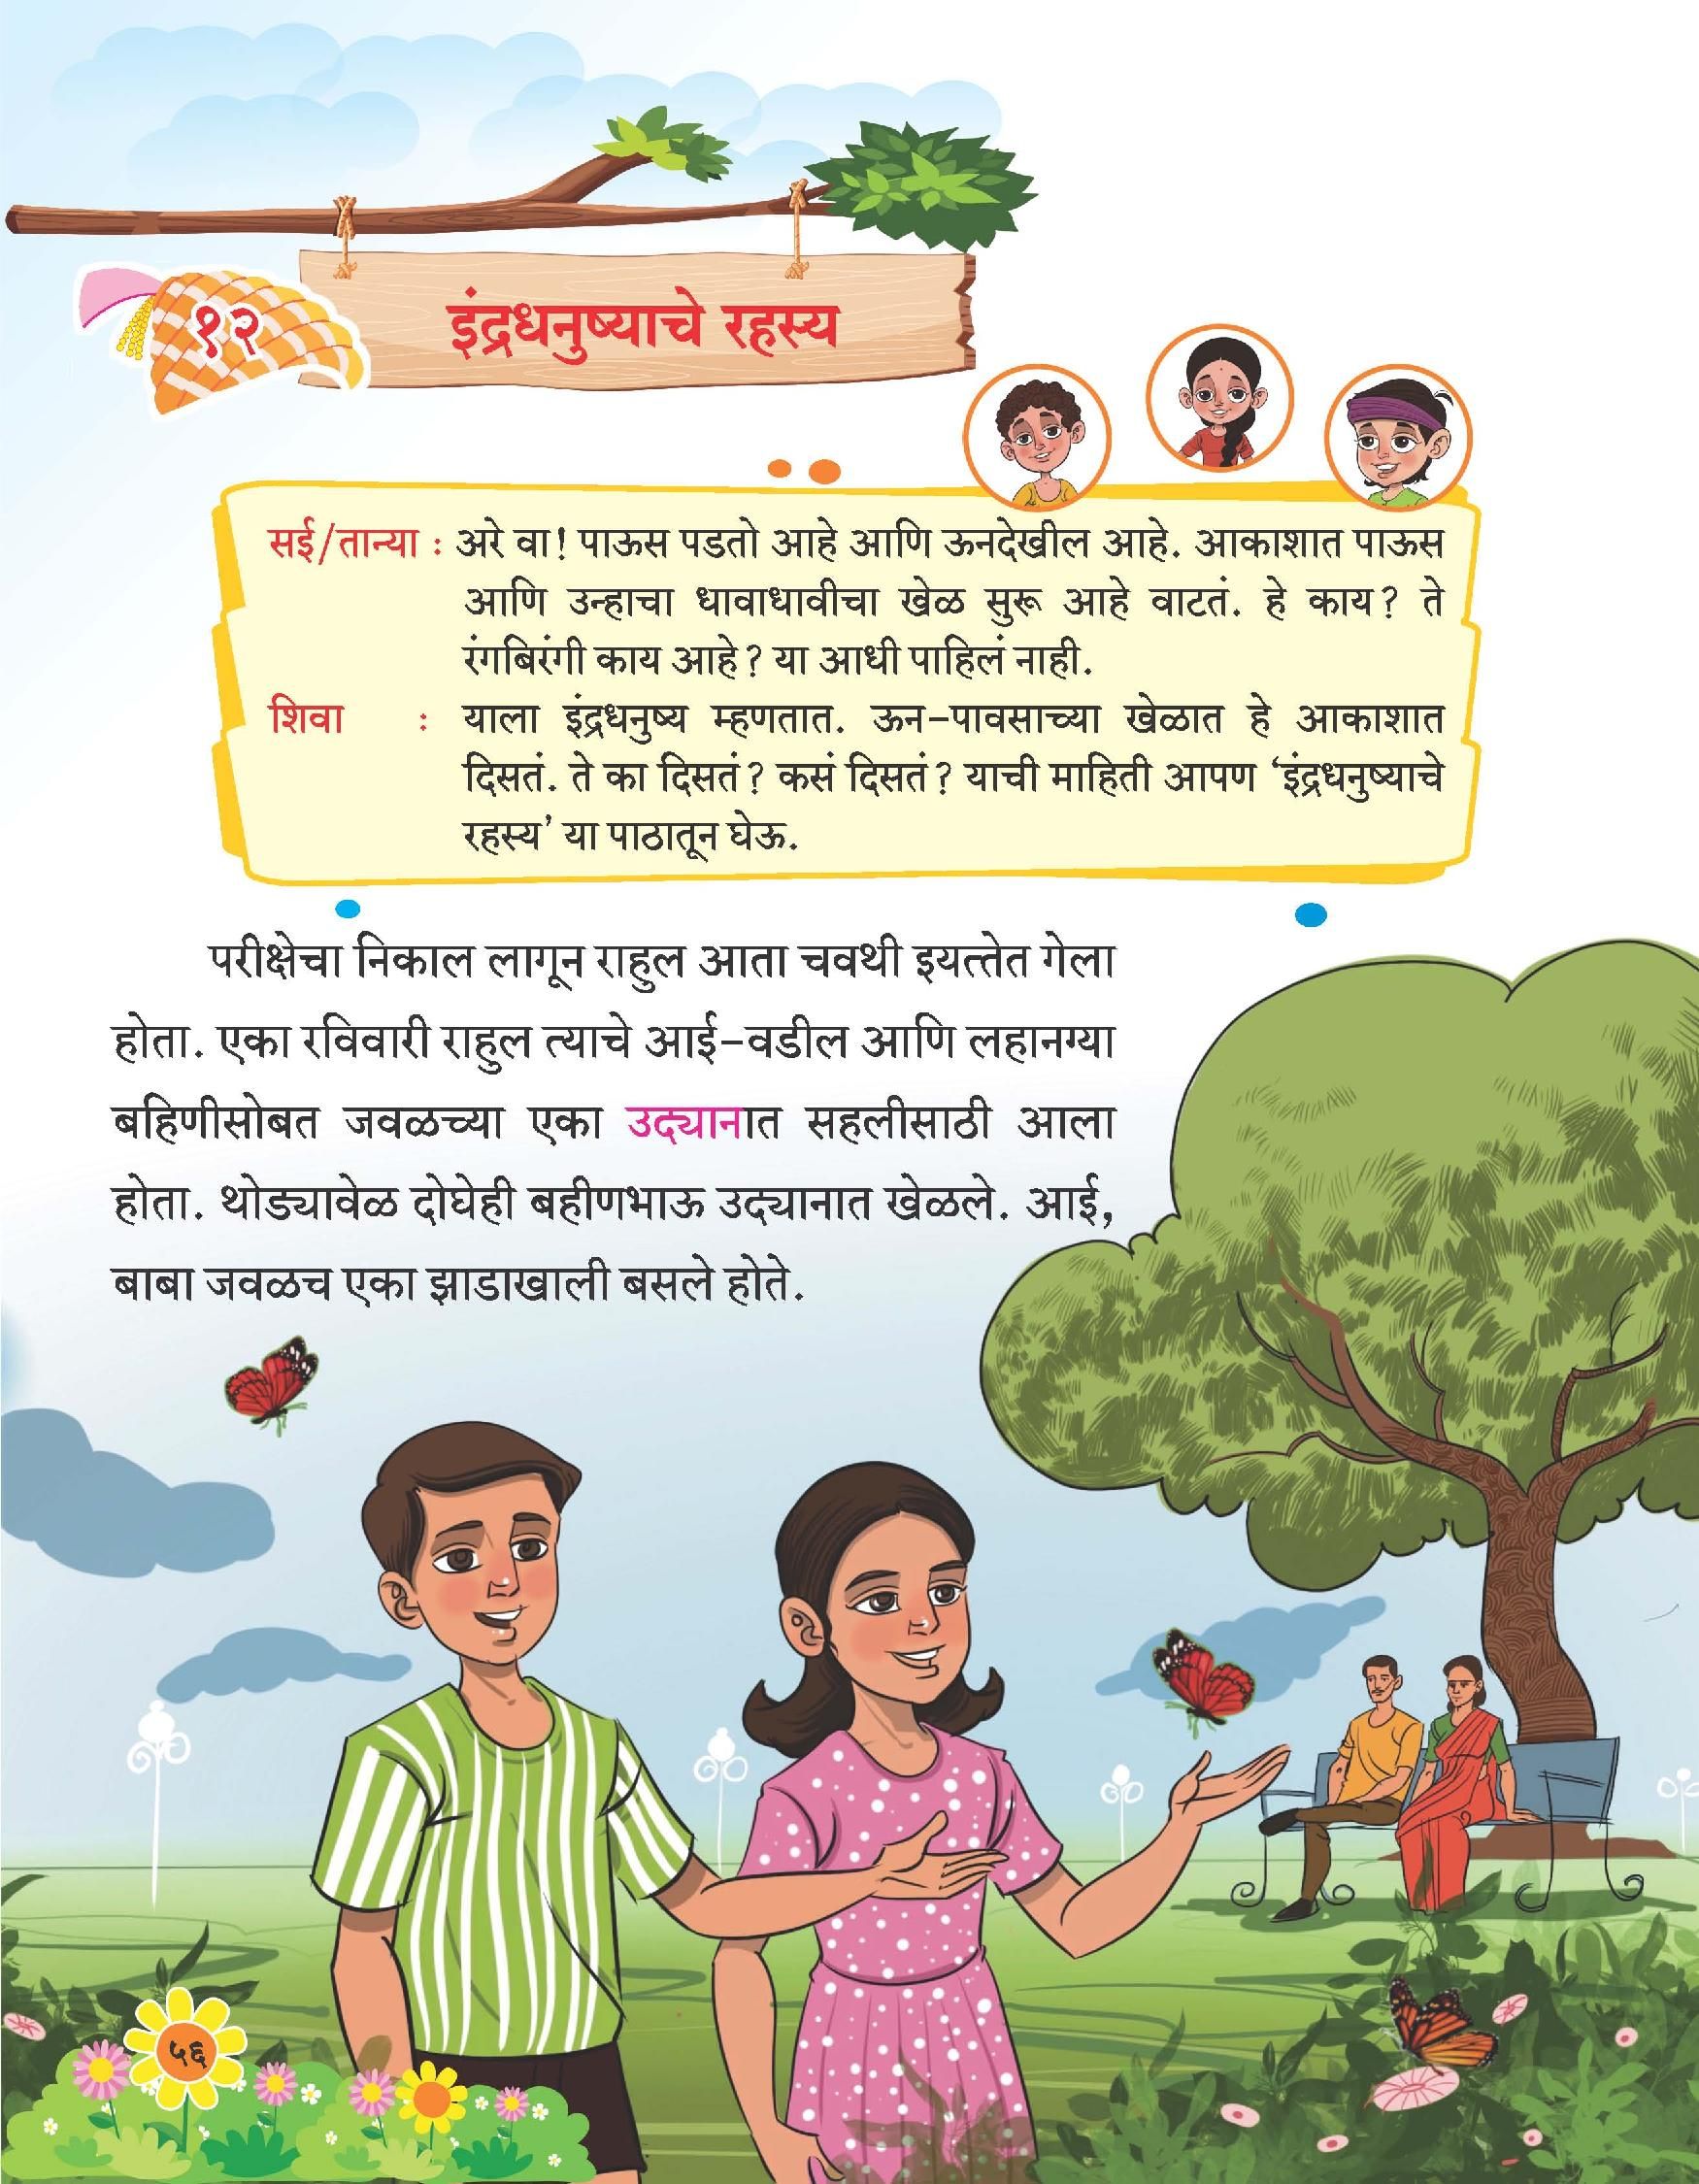 १२
इंद्रधनुष्याचे रहस्य
सई/तान्या : अरे वा! पाऊस पडतो आहे आणि ऊनदेखील आहे. आकाशात पाऊस
आणि उन्हाचा धावाधावीचा खेळ सुरू आहे वाटतं. हे काय? ते
रंगबिरंगी काय आहे? या आधी पाहिलं नाही.
शिवा : याला इंद्रधनुष्य म्हणतात. ऊन-पावसाच्या खेळात हे आकाशात
दिसतं. ते का दिसतं? कसं दिसतं? याची माहिती आपण ‘इंद्रधनुष्याचे
रहस्य’ या पाठातून घेऊ.
परीक्षेचा निकाल लागून राहुल आता चवथी इयत्तेत गेला
होता. एका रविवारी राहुल त्याचे आई-वडील आणि लहानग्या
बहिणीसोबत जवळच्या एका उद्यानात सहलीसाठी आला
होता. थोड्यावेळ दोघेही बहीणभाऊ उद्यानात खेळले. आई,
बाबा जवळच एका झाडाखाली बसले होते.
५६